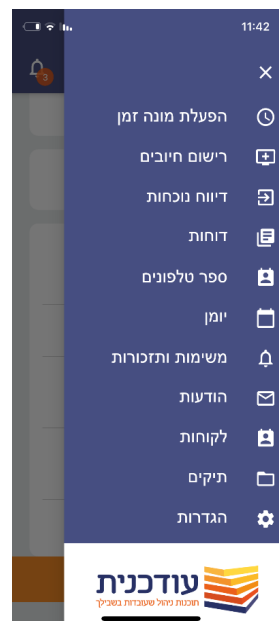 11:42
3
הפעלת מונה זמן
רישום חיובים
דיווח נוכחות
דוחות
ספר טלפונים
יומן
משימות ותזכורות
הודעות
לקוחות
תיקים
הגדרות
עודכנית
תוכנות ניהול שעובדות בשבילך